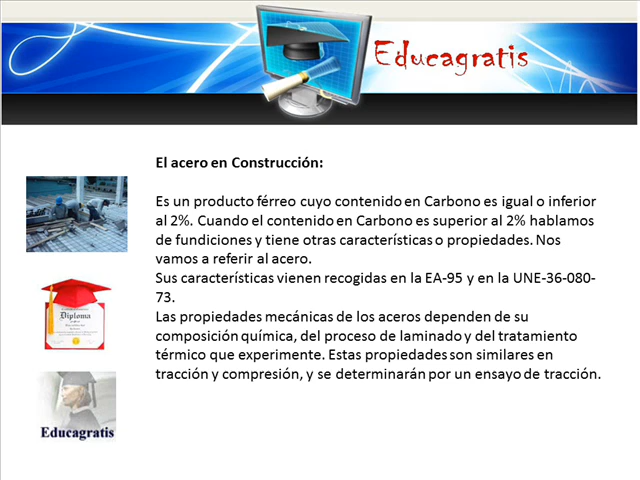 Educagratis
El acero en Construcción:
Es un producto férreo cuyo contenido en Carbono es igual o inferior
al 2%. Cuando el contenido en Carbono es superior al 2% hablamos
de fundiciones y tiene otras características o propiedades. Nos
vamos a referir al acero.
Sus características vienen recogidas en la EA-95 y en la UNE-36-080-
73.
Las propiedades mecánicas de los aceros dependen de su
composición química, del proceso de laminado y del tratamiento
térmico que experimente. Estas propiedades son similares en
tracción y compresión, y se determinarán por un ensayo de tracción.
Diploma
Educagratis